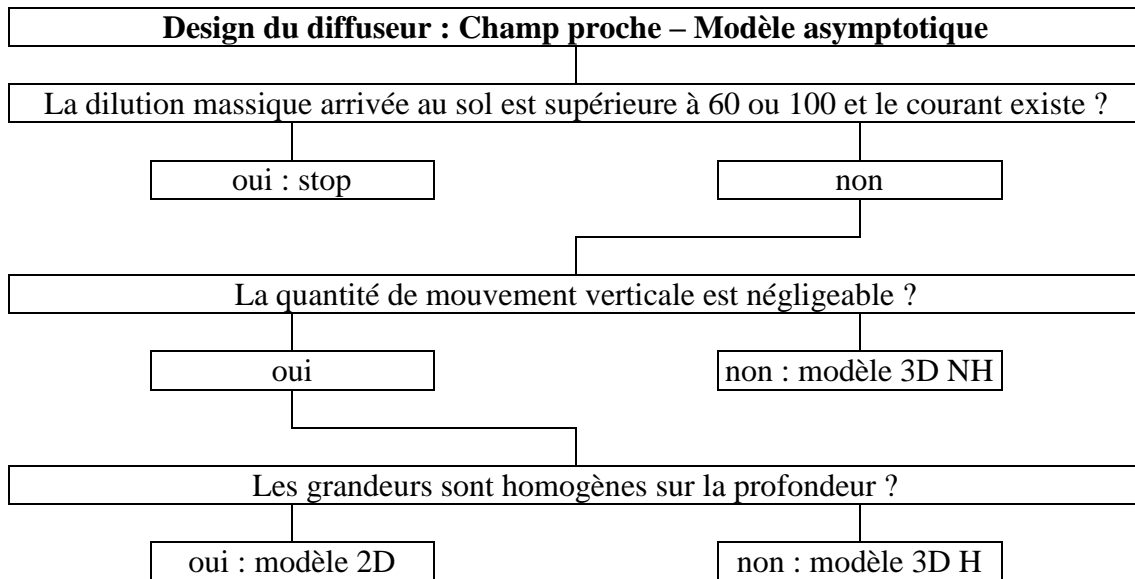 Design du diffuseur : Champ proche – Modèle asymptotique
La dilution massique arrivée au sol est supérieure à 60 ou 100 et le courant existe ?
oui : stop
non
La quantité de mouvement verticale est négligeable ?
oui
non : modèle 3D NH
Les grandeurs sont homogènes sur la profondeur ?
oui : modèle 2D
non : modèle 3D H